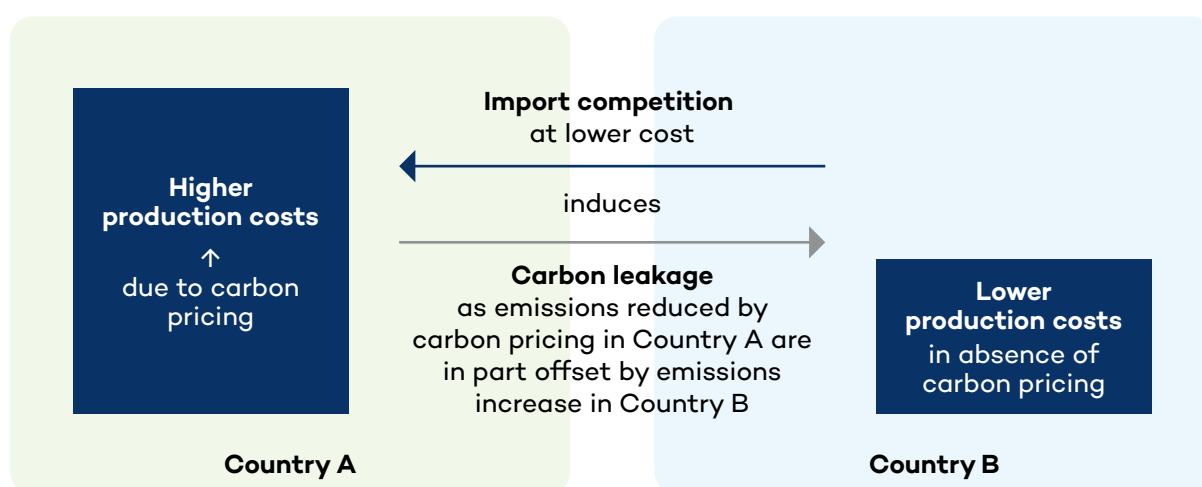 Higher
production costs
↑
due to carbon
pricing
Import competition
at lower cost
induces
Carbon leakage
as emissions reduced by
carbon pricing in Country A are
in part offset by emissions
increase in Country B
Lower
production costs
in absence of
carbon pricing
Country A
Country B